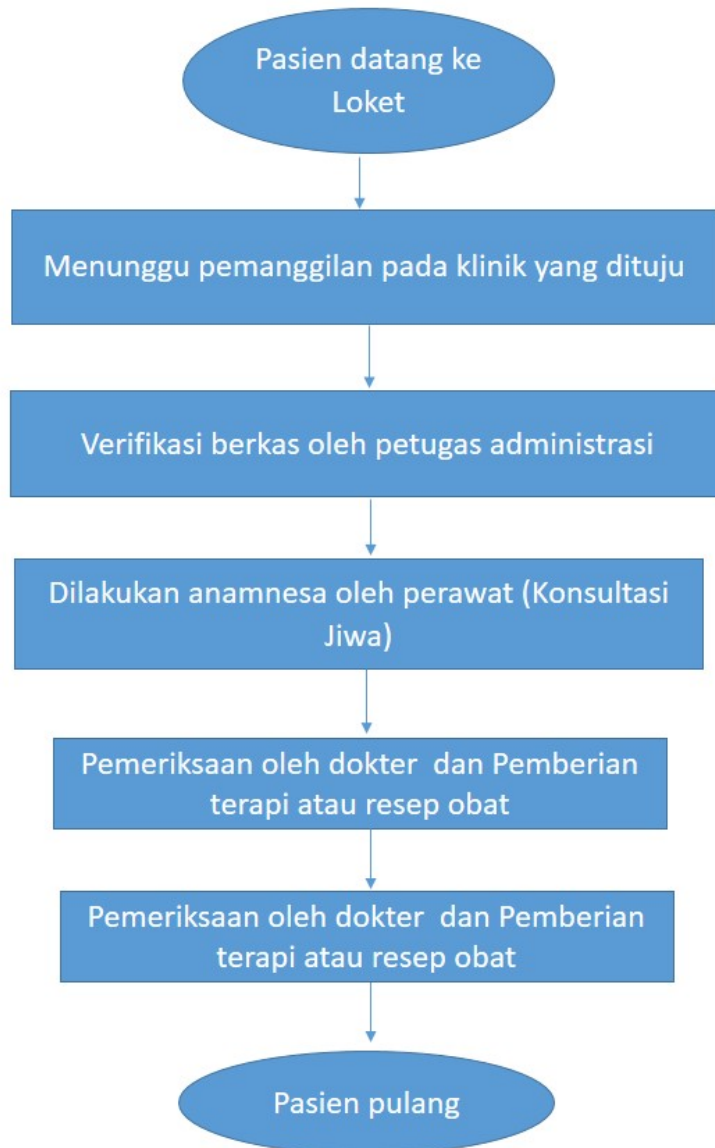 Pasien datang ke
Loket
Menunggu pemanggilan pada klinik yang dituju
Verifikasi berkas oleh petugas administrasi
Dilakukan anamnesa oleh perawat (Konsultasi
Jiwa)
Pemeriksaan oleh dokter dan Pemberian
terapi atau resep obat
Pemeriksaan oleh dokter dan Pemberian
terapi atau resep obat
Pasien pulang